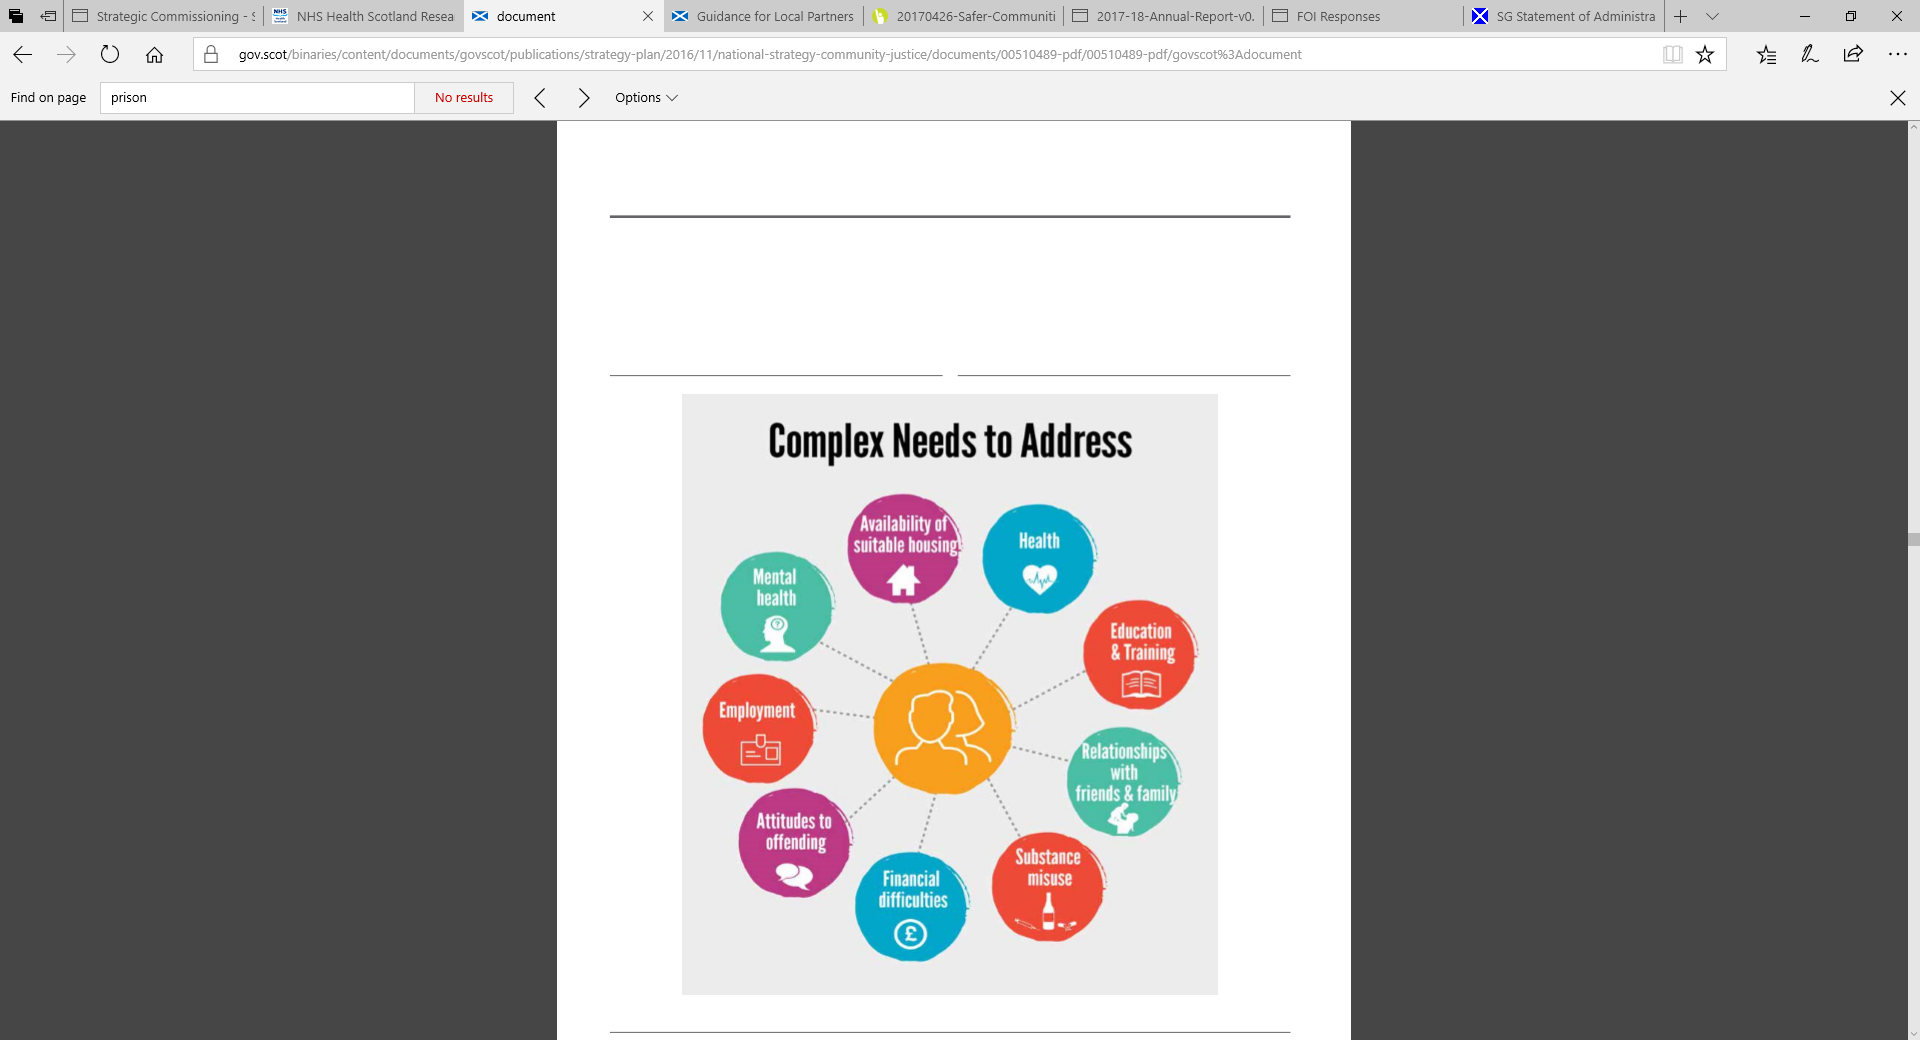 Strategic Commissioning - S
NHS Health Scotland Resea
document
Guidance for Local Partners
20170426-Safer-Communiti
2017-18-Annual-Report-v0.
FOI Responses
SG Statement of Administra
gov.scot/binaries/content/documents/govscot/publications/strategy-plan/2016/11/national-strategy-community-justice/documents/00510489-pdf/00510489-pdf/govscot%3Adocument
Find on page
prison
No results
Options
Complex Needs to Address
Availability of
suitable housing
Health
Mental
health
Education
& Training
Employment
Relationships
with
friends & family
Attitudes to
offending
Substance
misuse
Financial
difficulties
£